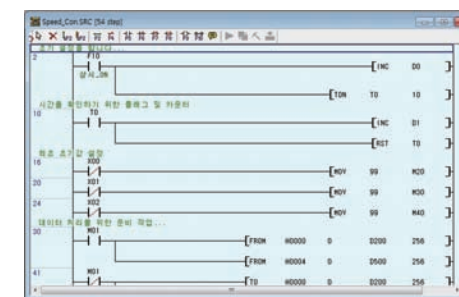 Speed_Con.SRC [54 step]
초기 설정을 합니다...
2 F10 [INC D0 ]
상시_ON
[TON T0 10 ]
시간을 확인하기 위한 플래그 및 카운터
10 T0 [INC D1 ]
[RST T0 ]
최초 초기 값 설정
16 X00 [MOV 99 M20 ]
20 X01 [MOV 99 M30 ]
24 X02 [MOV 99 M40 ]
데이터 처리를 위한 준비 작업...
30 M01 [FROM H0000 0 D200 256 ]
[FROM H0004 0 D500 256 ]
41 M01 [TO H0000 0 D200 256 ]